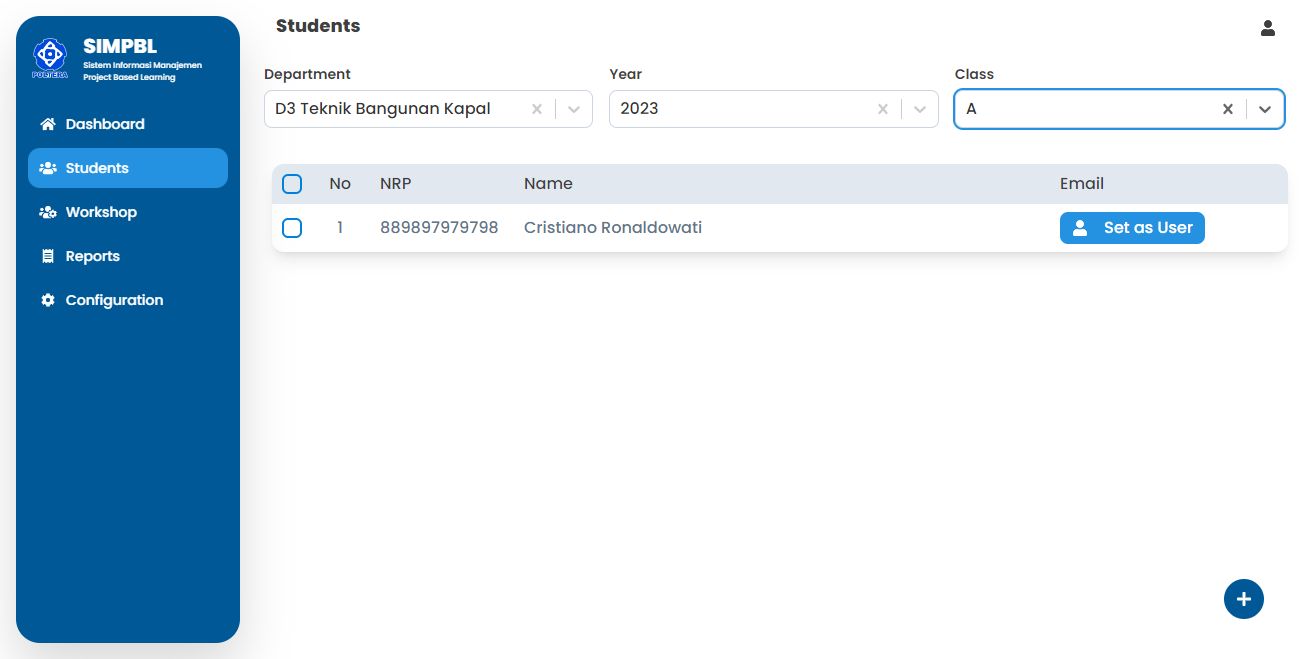 SIMPBL
Sistem Informasi Manajemen
Project Based Learning
POLTERA
Dashboard
Students
Workshop
Reports
Configuration
Students
Department Year Class
D3 Teknik Bangunan Kapal 2023 A
No NRP Name Email
1 889897979798 Cristiano Ronaldowati Set as User